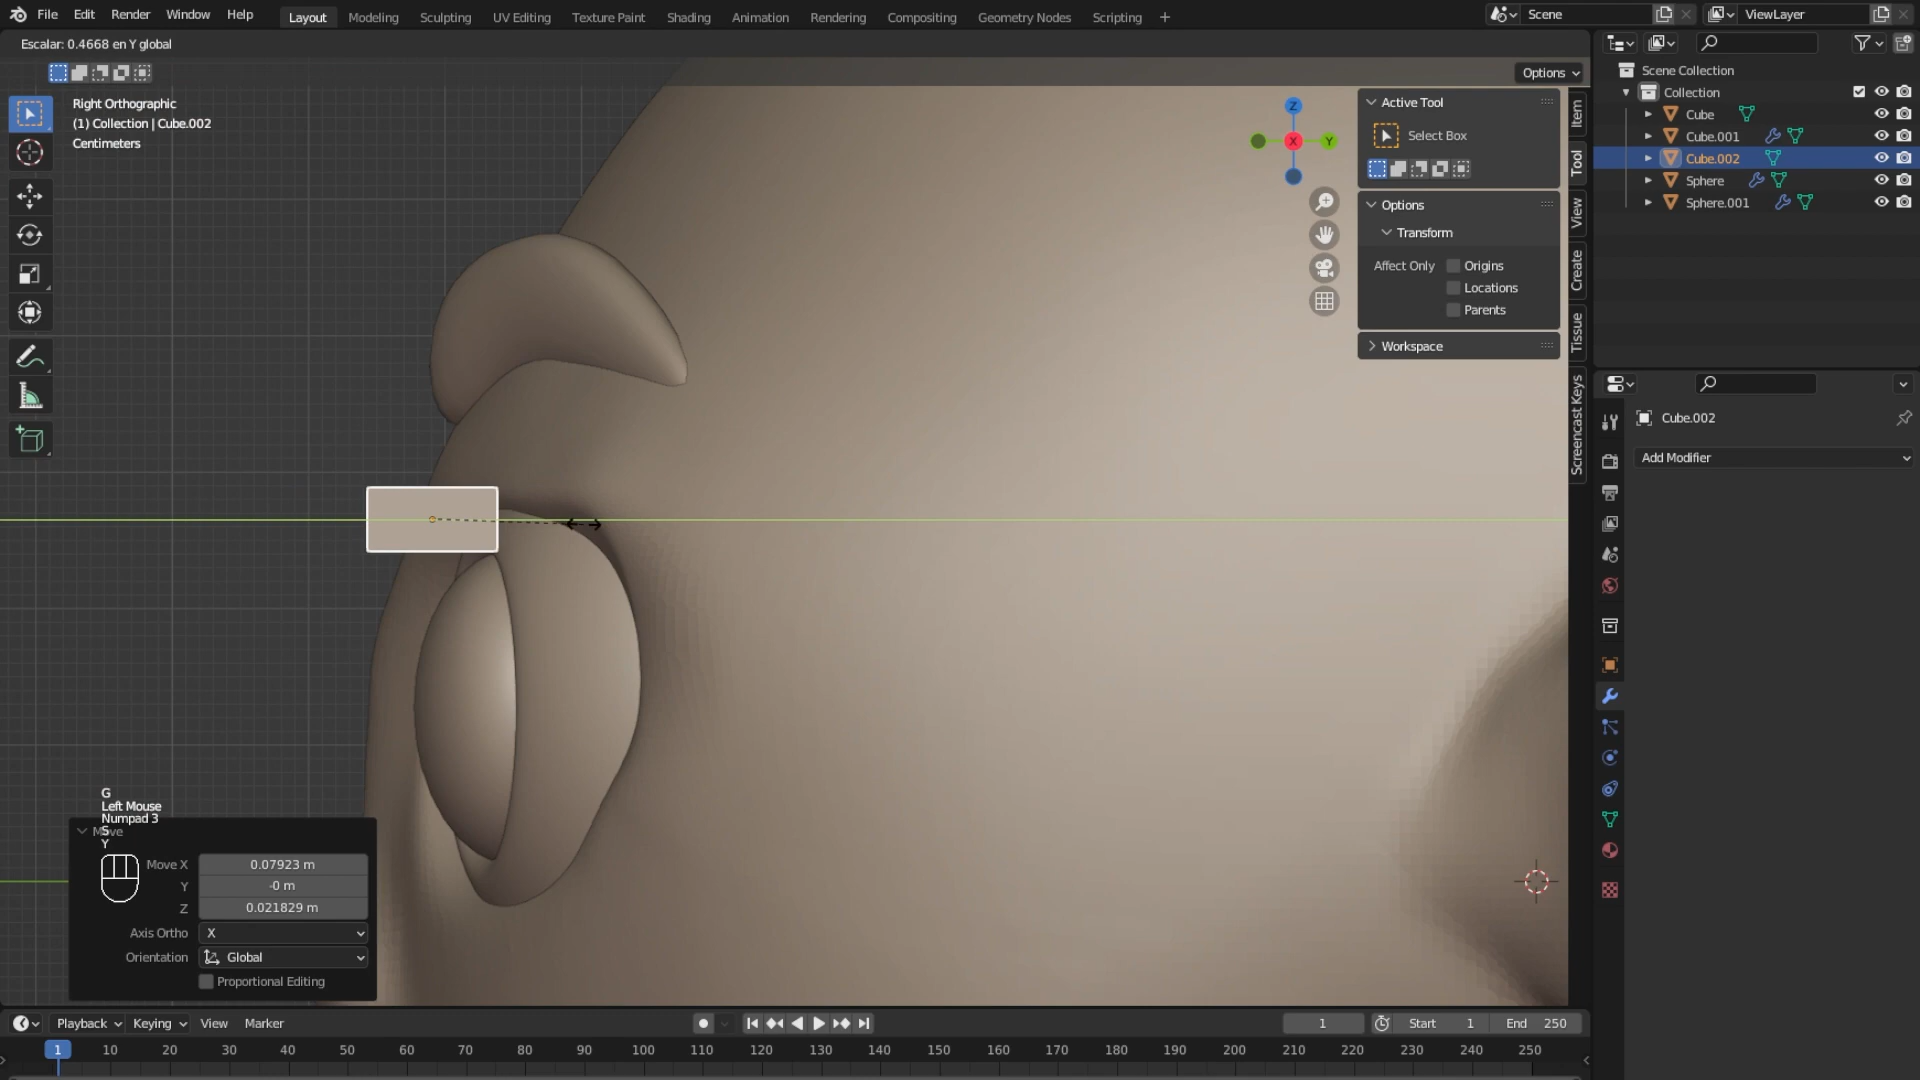 File Edit Render Window Help Layout Modeling Sculpting UV Editing Texture Paint Shading Animation Rendering Compositing Geometry Nodes Scripting + Scene ViewLayer
Escalar: 0.4668 en Y global
Options
Right Orthographic
(1) Collection | Cube.002
Centimeters
Z
X
Y
Active Tool
Select Box
Options
Transform
Affect Only Origins
Locations
Parents
Workspace
Item
Tool
View
Create
Tissue
Screencast Keys
Scene Collection
Collection
Cube
Cube.001
Cube.002
Sphere
Sphere.001
Cube.002
Add Modifier
G
Left Mouse
Numpad 3
S
Y
Move
Move X 0.07923 m
Y -0 m
Z 0.021829 m
Axis Ortho X
Orientation Global
Proportional Editing
Playback Keying View Marker 1 Start 1 End 250
1 10 20 30 40 50 60 70 80 90 100 110 120 130 140 150 160 170 180 190 200 210 220 230 240 250